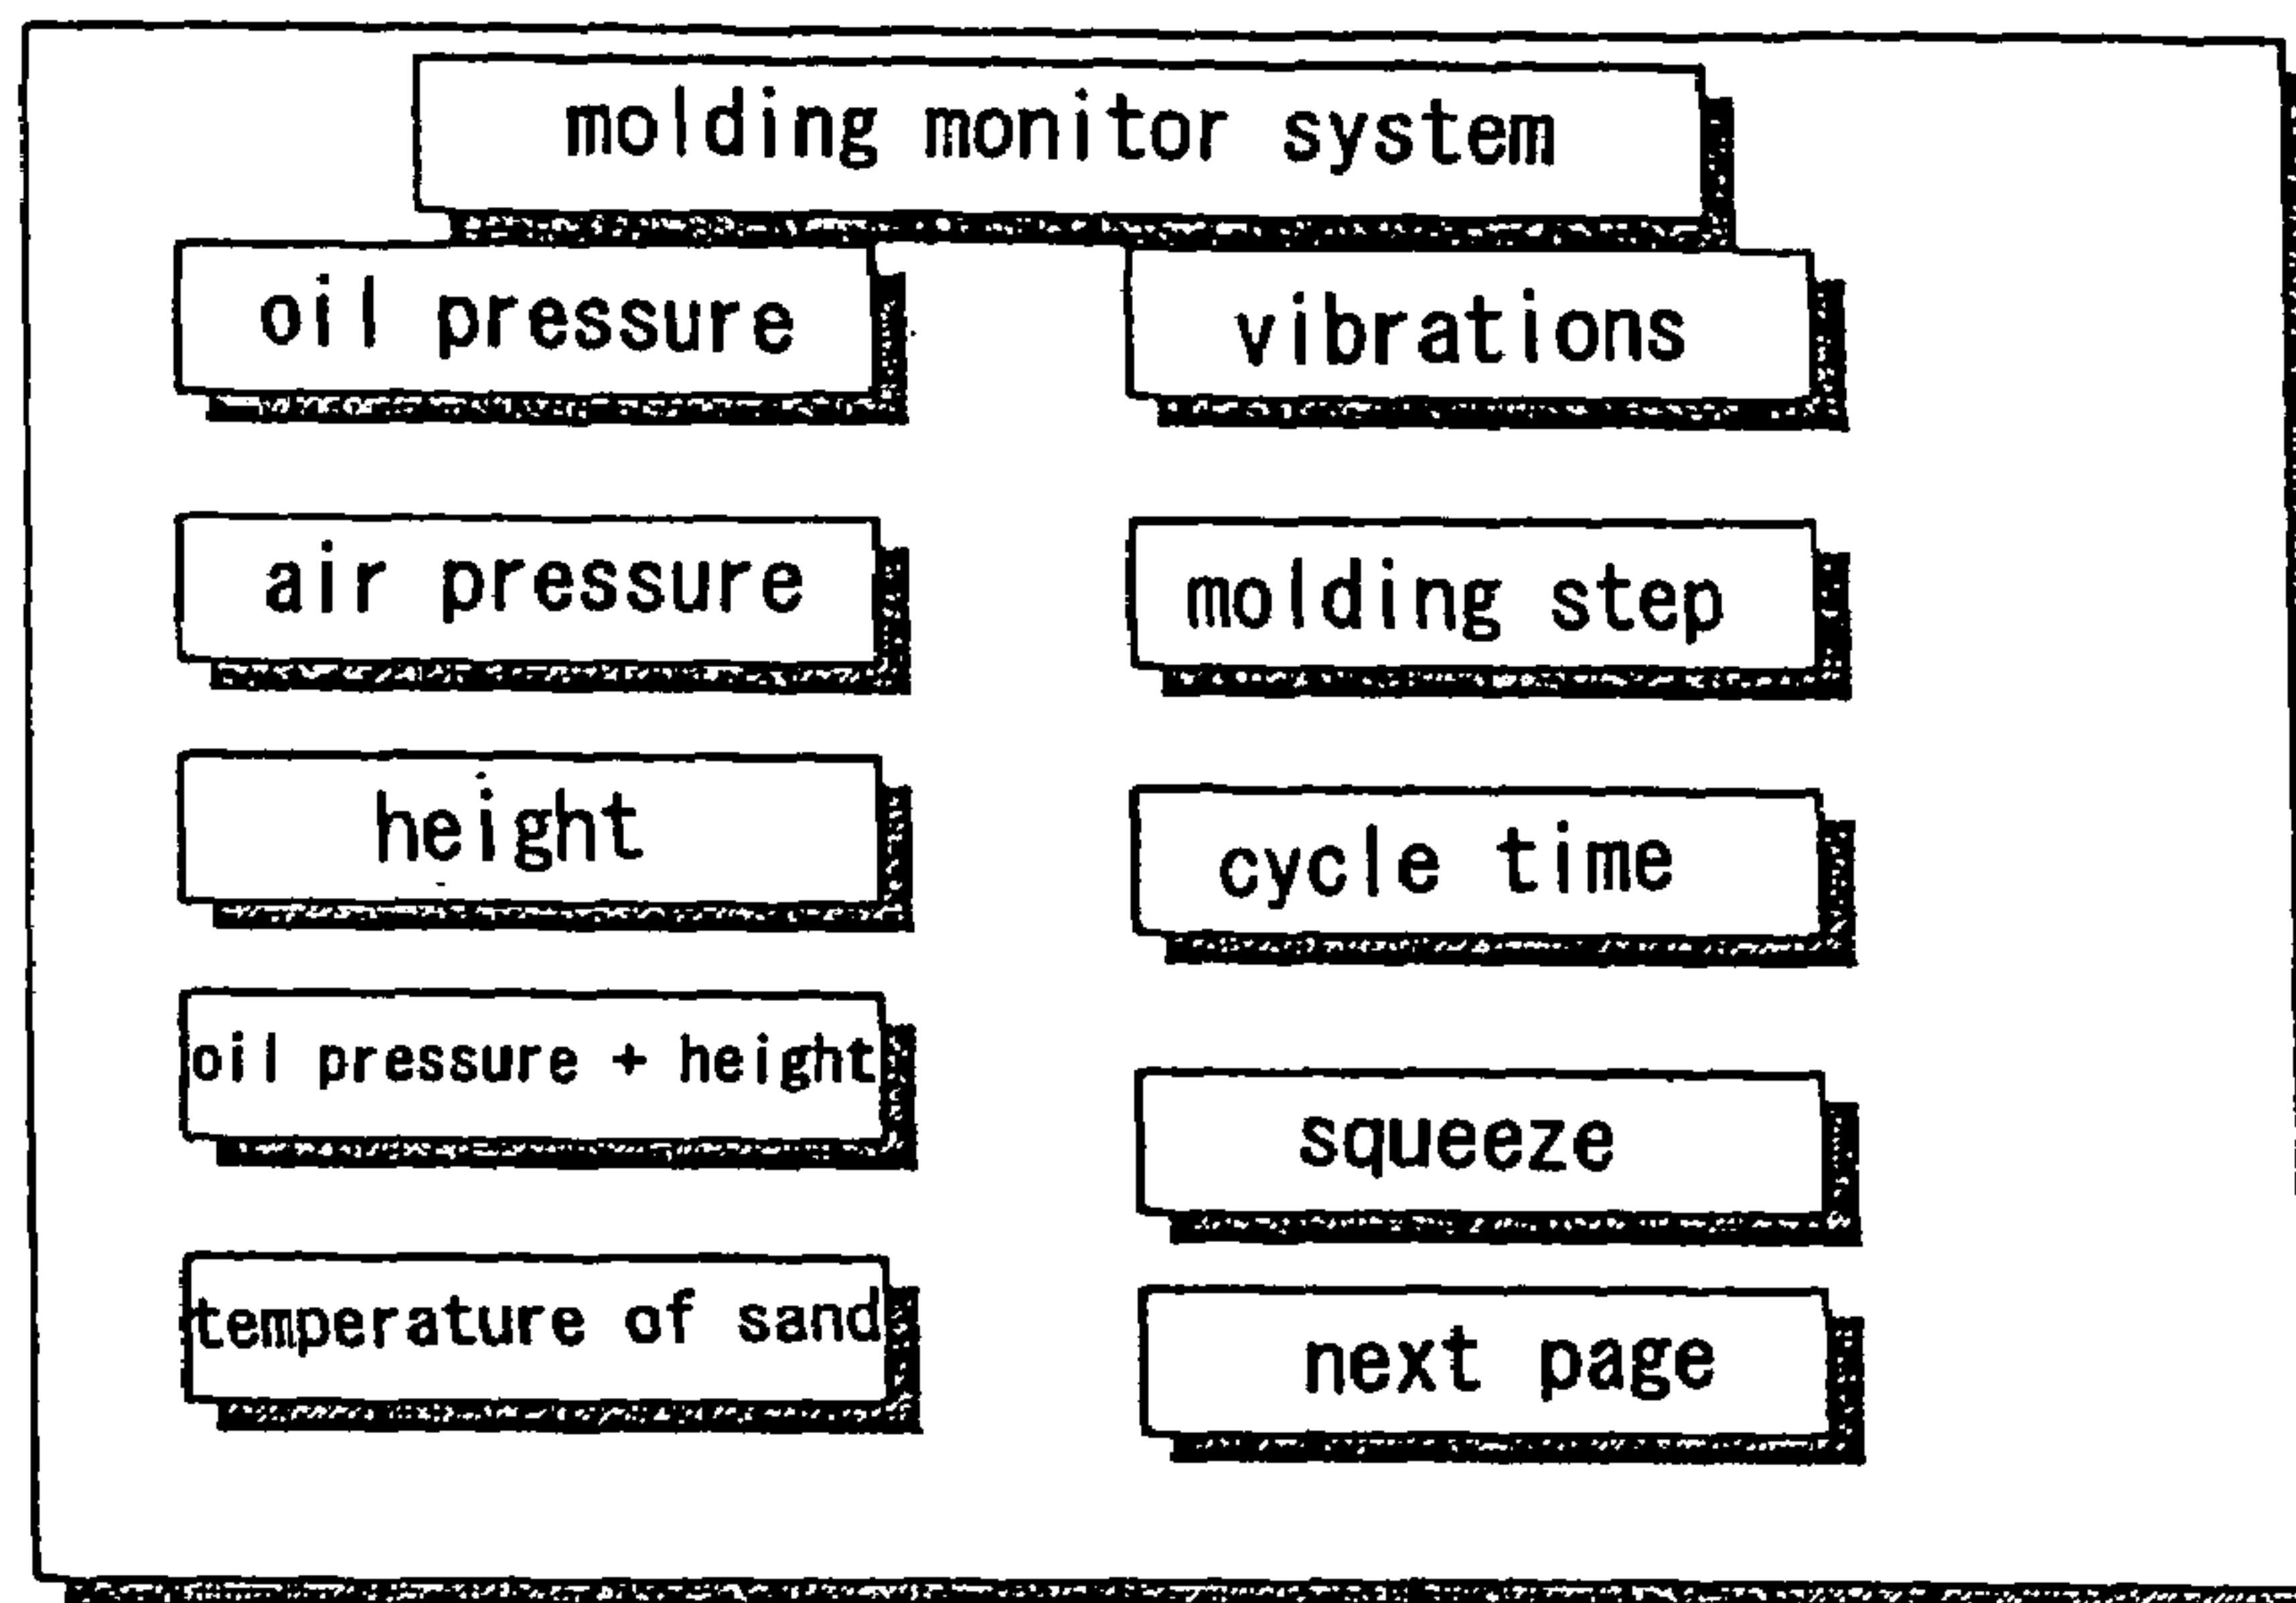 molding monitor system
oil pressure
vibrations
air pressure
molding step
height
cycle time
oil pressure + height
squeeze
temperature of sand
next page